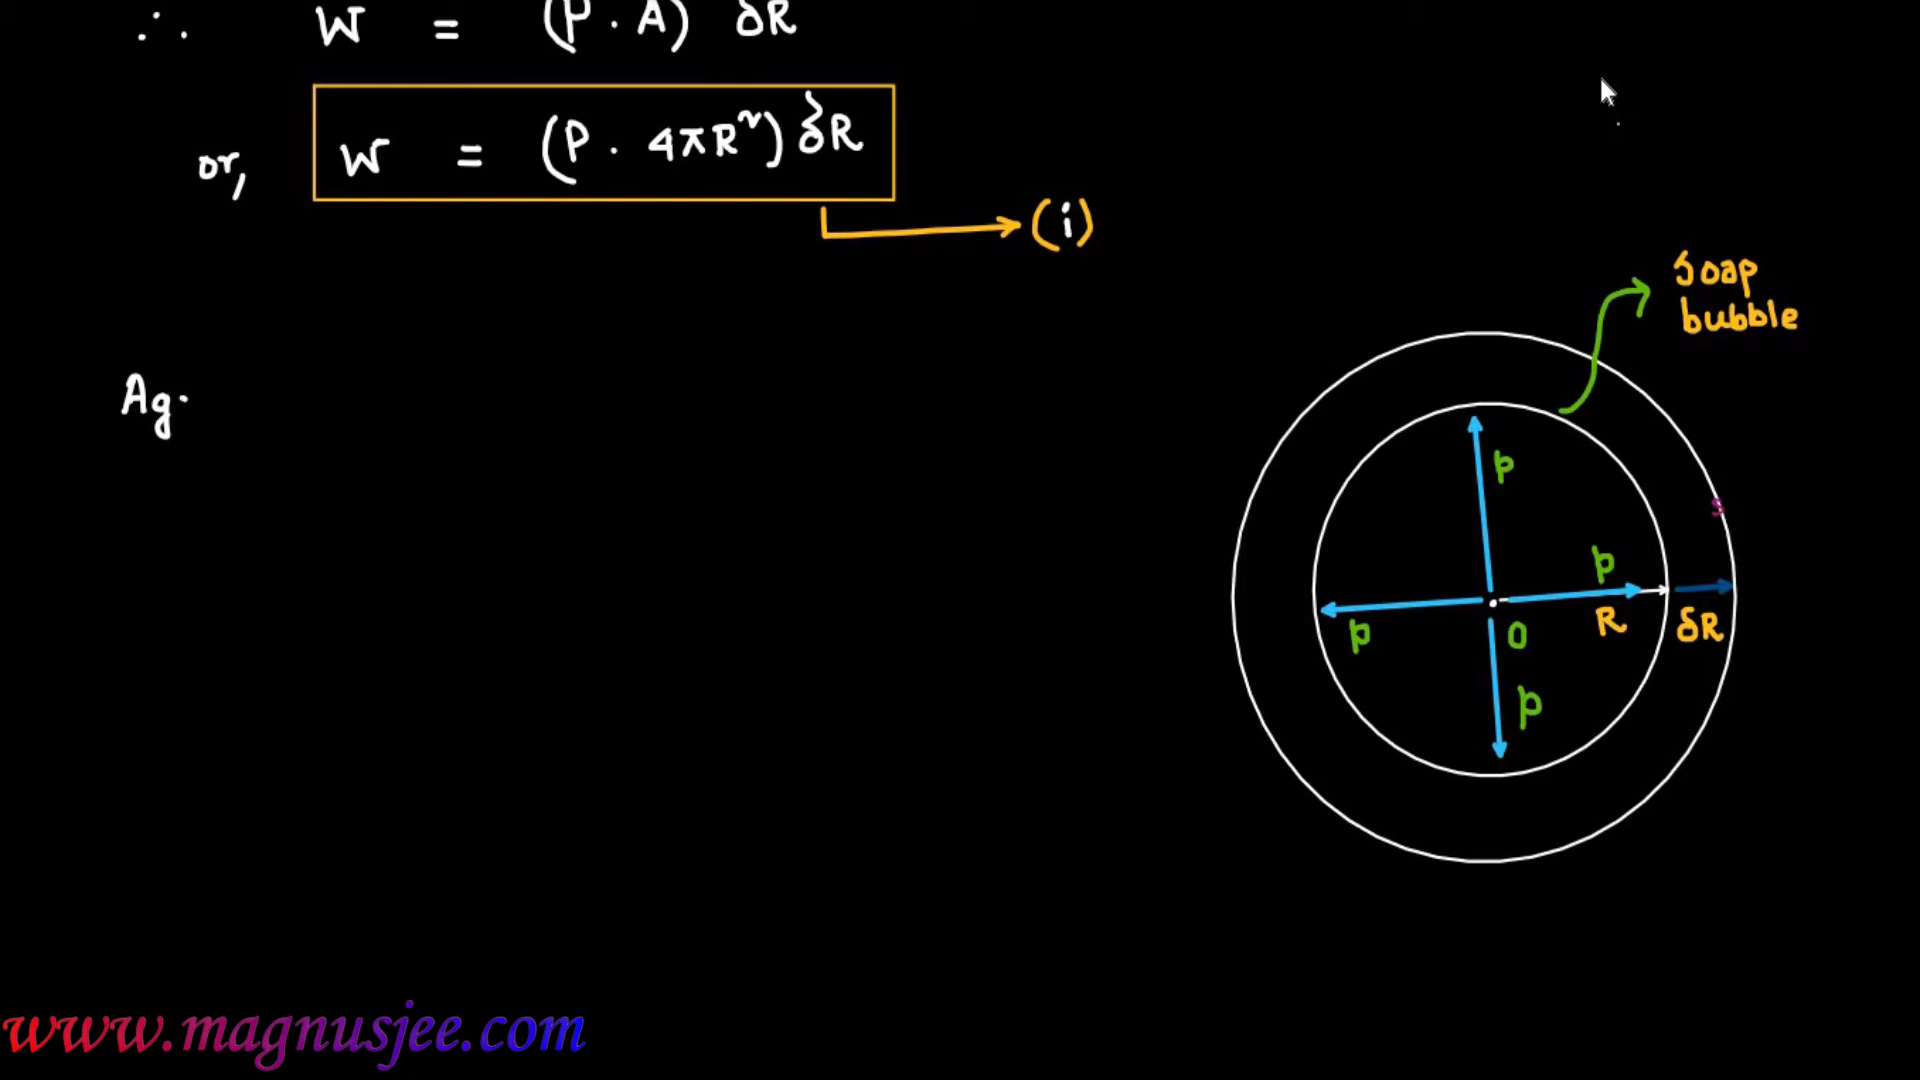 ∴ W = (P . A) δR
or, W = (P . 4πR²) δR
(i)
Soap
bubble
Ag
p
s
p
R
δR
p
O
p
www.magnusjee.com